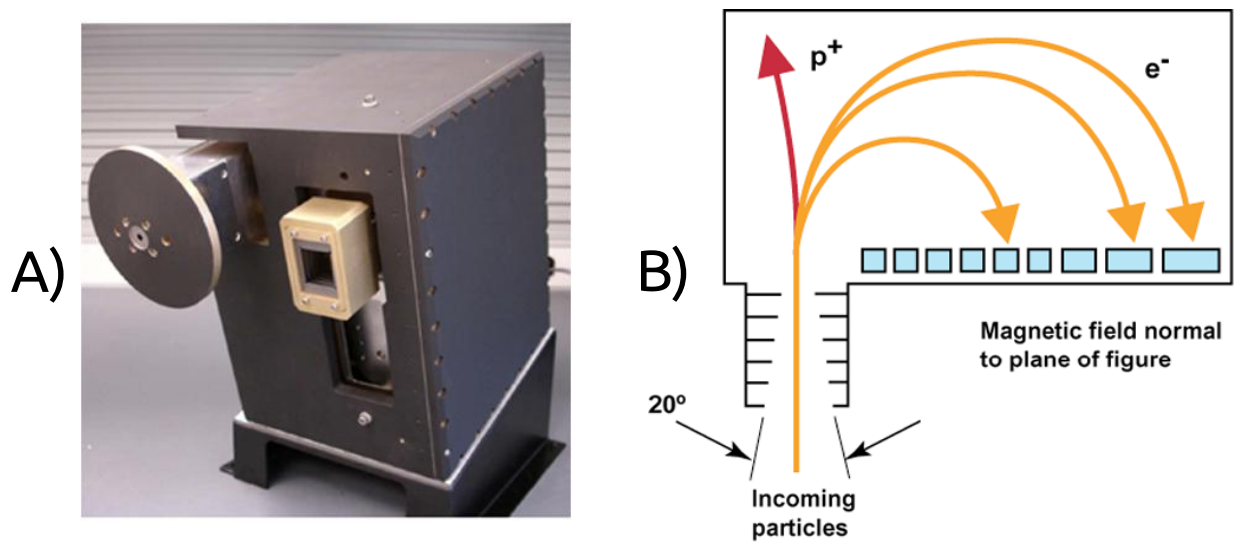 A)
B)
p+
e-
Magnetic field normal
to plane of figure
20º
Incoming
particles